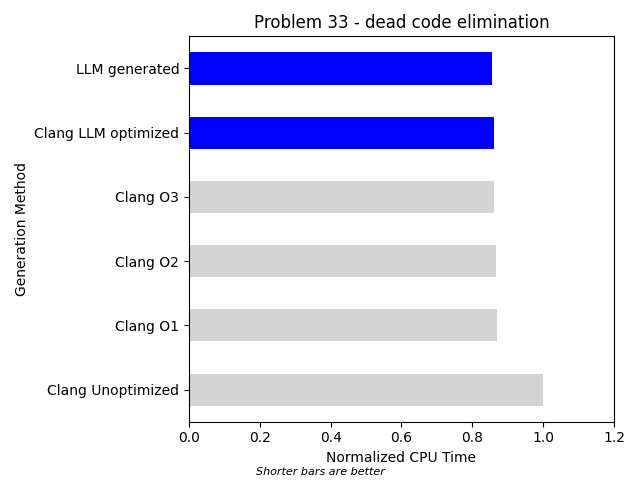 Problem 33 - dead code elimination
LLM generated
Clang LLM optimized
Clang O3
Clang O2
Clang O1
Clang Unoptimized
Generation Method
0.0 0.2 0.4 0.6 0.8 1.0 1.2
Normalized CPU Time
Shorter bars are better